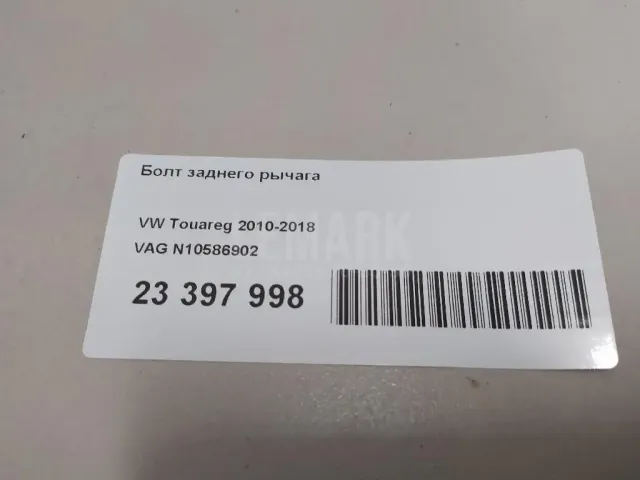 Болт заднего рычага
VW Touareg 2010-2018
VAG N10586902
23 397 998